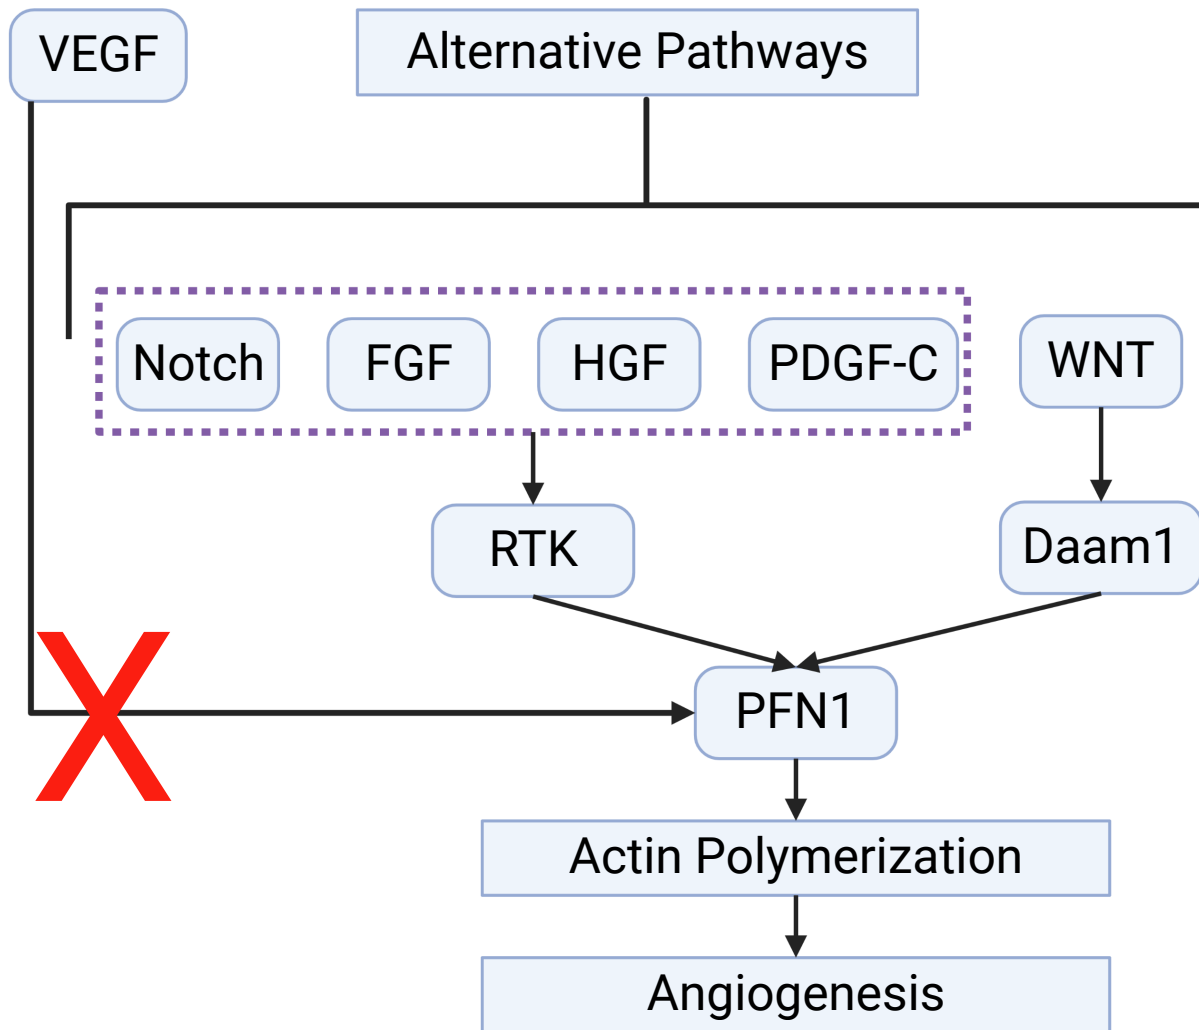 VEGF
Alternative Pathways
Notch
FGF
HGF
PDGF-C
WNT
RTK
Daam1
PFN1
Actin Polymerization
Angiogenesis